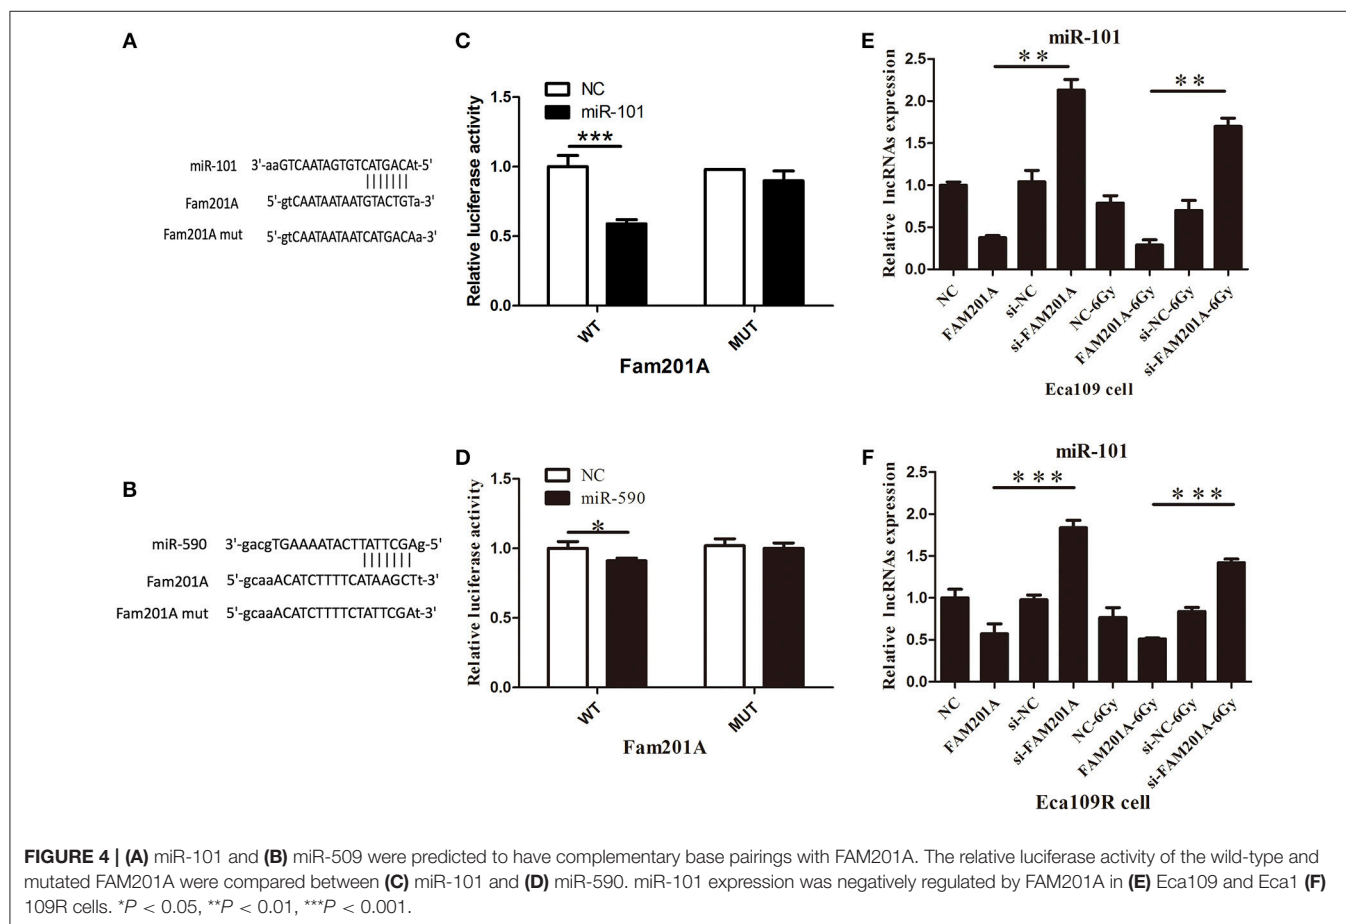 (A)
miR-101 3'-aaGTCAATAGTGTCATGACAt-5'
|||||||
Fam201A 5'-gtCAATAATAATGTACTGTa-3'
Fam201A mut 5'-gtCAATAATAATCATGACAa-3'
(C)
NC
miR-101
***
Relative luciferase activity
1.5
1.0
0.5
0.0
WT
MUT
Fam201A
(E)
miR-101
Relative lncRNAs expression
2.5
2.0
1.5
1.0
0.5
0.0
**
**
NC
FAM201A
si-NC
si-FAM201A
NC-6Gy
FAM201A-6Gy
si-NC-6Gy
si-FAM201A-6Gy
Eca109 cell
(B)
miR-590 3'-gacgTGAAAATACTTATTCGAg-5'
|||||||
Fam201A 5'-gcaaACATCTTTTCATAAGCTt-3'
Fam201A mut 5'-gcaaACATCTTTTCTATTCGAt-3'
(D)
NC
miR-590
*
Relative luciferase activity
1.5
1.0
0.5
0.0
WT
MUT
Fam201A
(F)
miR-101
Relative lncRNAs expression
2.5
2.0
1.5
1.0
0.5
0.0
***
***
NC
FAM201A
si-NC
si-FAM201A
NC-6Gy
FAM201A-6Gy
si-NC-6Gy
si-FAM201A-6Gy
Eca109R cell
FIGURE 4 | (A) miR-101 and (B) miR-509 were predicted to have complementary base pairings with FAM201A. The relative luciferase activity of the wild-type and
mutated FAM201A were compared between (C) miR-101 and (D) miR-590. miR-101 expression was negatively regulated by FAM201A in (E) Eca109 and Eca1 (F)
109R cells. *P < 0.05, **P < 0.01, ***P < 0.001.